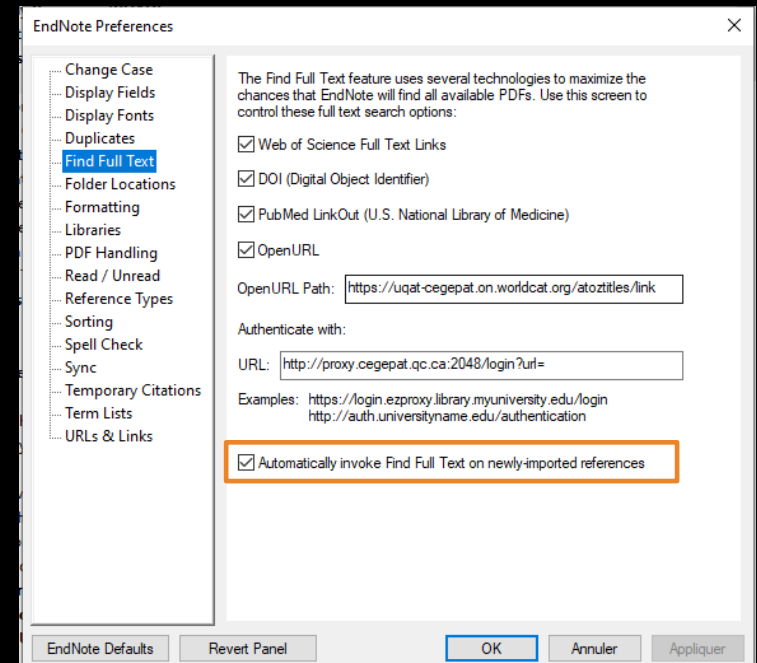 EndNote Preferences
Change Case
Display Fields
Display Fonts
Duplicates
Find Full Text
Folder Locations
Formatting
Libraries
PDF Handling
Read / Unread
Reference Types
Sorting
Spell Check
Sync
Temporary Citations
Term Lists
URLs & Links
The Find Full Text feature uses several technologies to maximize the
chances that EndNote will find all available PDFs. Use this screen to
control these full text search options:
Web of Science Full Text Links
DOI (Digital Object Identifier)
PubMed LinkOut (U.S. National Library of Medicine)
OpenURL
OpenURL Path: https://uqat-cegepat.on.worldcat.org/atoztitles/link
Authenticate with:
URL: http://proxy.cegepat.qc.ca:2048/login?url=
Examples: https://login.ezproxy.library.myuniversity.edu/login
http://auth.universityname.edu/authentication
Automatically invoke Find Full Text on newly-imported references
EndNote Defaults Revert Panel OK Annuler Appliquer